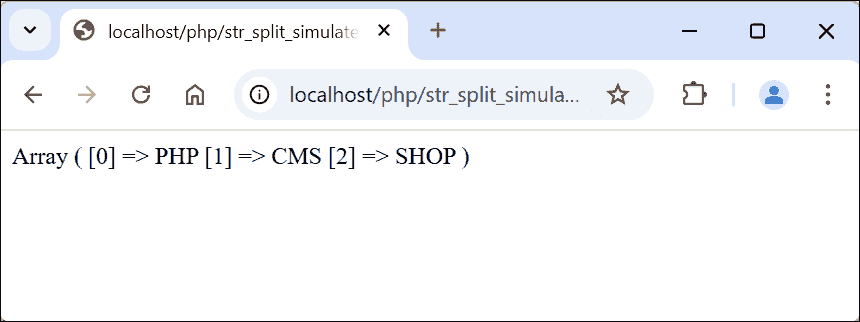 localhost/php/str_split_simulate
localhost/php/str_split_simula...
Array ( [0] => PHP [1] => CMS [2] => SHOP )